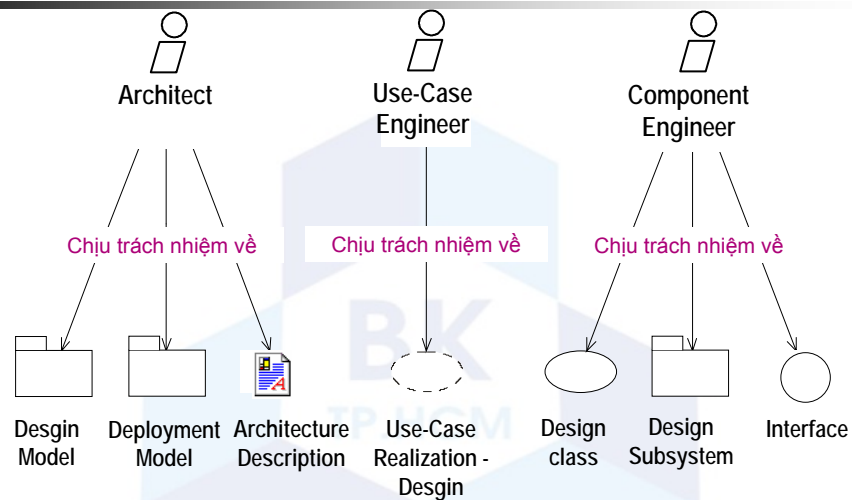 Architect
Use-Case
Engineer
Component
Engineer
Chịu trách nhiệm về
Chịu trách nhiệm về
Chịu trách nhiệm về
BK
TP.HCM
Desgin
Model
Deployment
Model
Architecture
Description
Use-Case
Realization -
Desgin
Design
class
Design
Subsystem
Interface